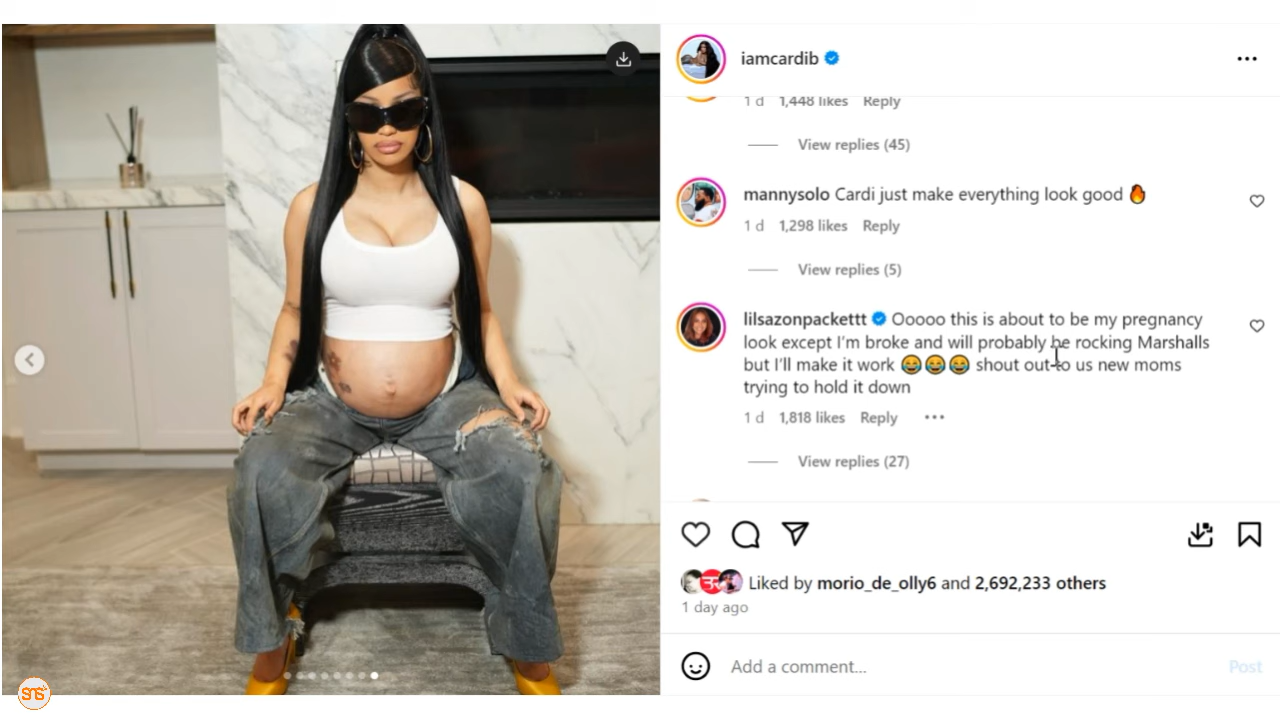 iamcardib
1 d 1,448 likes Reply
View replies (45)
mannysolo Cardi just make everything look good 🔥
1 d 1,298 likes Reply
View replies (5)
lilsazonpackettt Ooooo this is about to be my pregnancy
look except I'm broke and will probably be rocking Marshalls
but I'll make it work 😂😂😂 shout out to us new moms
trying to hold it down
1 d 1,818 likes Reply
View replies (27)
Liked by morio_de_olly6 and 2,692,233 others
1 day ago
Add a comment... Post
SNS